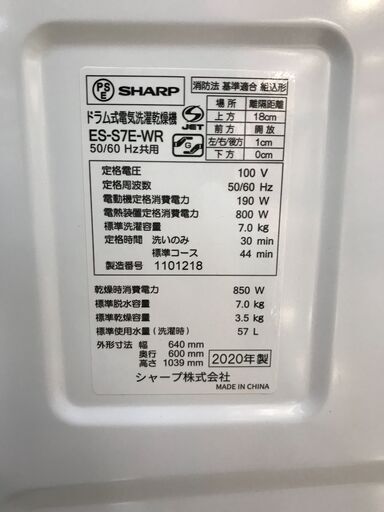 PS E SHARP
ドラム式電気洗濯乾燥機
ES-S7E-WR
50/60 Hz共用
S JET
G
消防法 基準適合 組込形
場所 離隔距離
上方 18cm
前方 開放
左/右/後方 1cm
下方 0cm
定格電圧 100 V
定格周波数 50/60 Hz
電動機定格消費電力 190 W
電熱装置定格消費電力 800 W
標準洗濯容量 7.0 kg
定格時間 洗いのみ 30 min
標準コース 44 min
製造番号 1101218
乾燥時消費電力 850 W
標準脱水容量 7.0 kg
標準乾燥容量 3.5 kg
標準使用水量(洗濯時) 57 L
外形寸法 幅 640 mm
奥行 600 mm
高さ 1039 mm
2020年製
シャープ株式会社
MADE IN CHINA